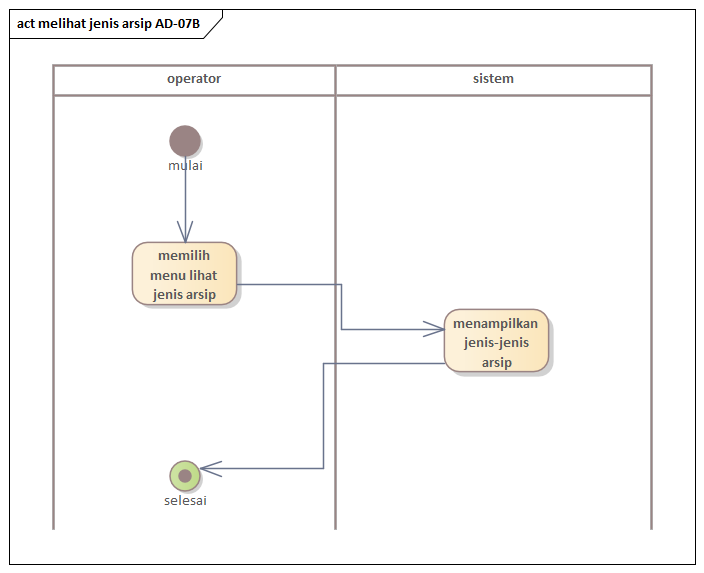 act melihat jenis arsip AD-07B
operator
sistem
mulai
memilih
menu lihat
jenis arsip
menampilkan
jenis-jenis
arsip
selesai